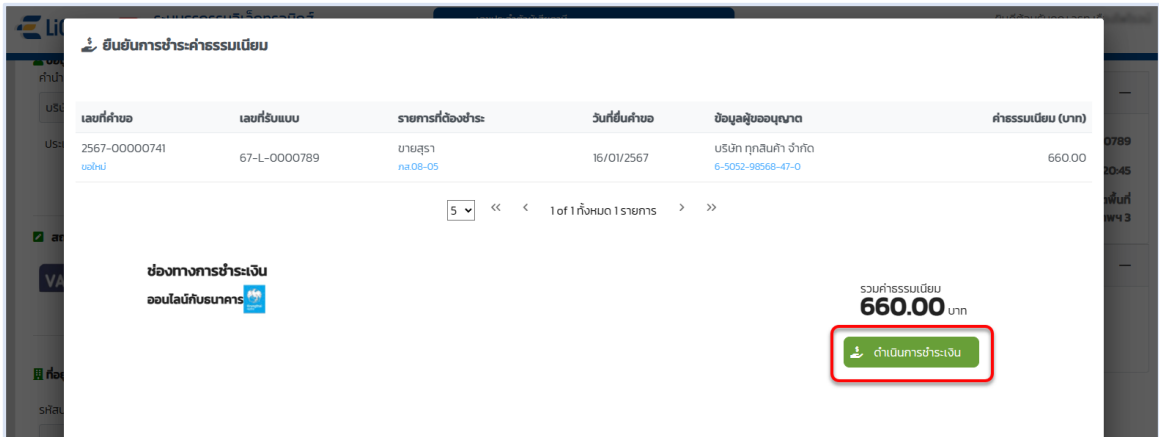 ยืนยันการชำระค่าธรรมเนียม
เลขที่คำขอ เลขที่รับแบบ รายการที่ต้องชำระ วันที่ยื่นคำขอ ข้อมูลผู้ขออนุญาต ค่าธรรมเนียม (บาท)
2567-00000741 67-L-0000789 ขายสุรา 16/01/2567 บริษัท ทุกสินค้า จำกัด 660.00
ขอใหม่ ภส.08-05 6-5052-98568-47-0
5 << < 1 of 1 ทั้งหมด 1 รายการ > >>
ช่องทางการชำระเงิน
ออนไลน์กับธนาคาร
รวมค่าธรรมเนียม
660.00 บาท
ดำเนินการชำระเงิน
0789
20:45